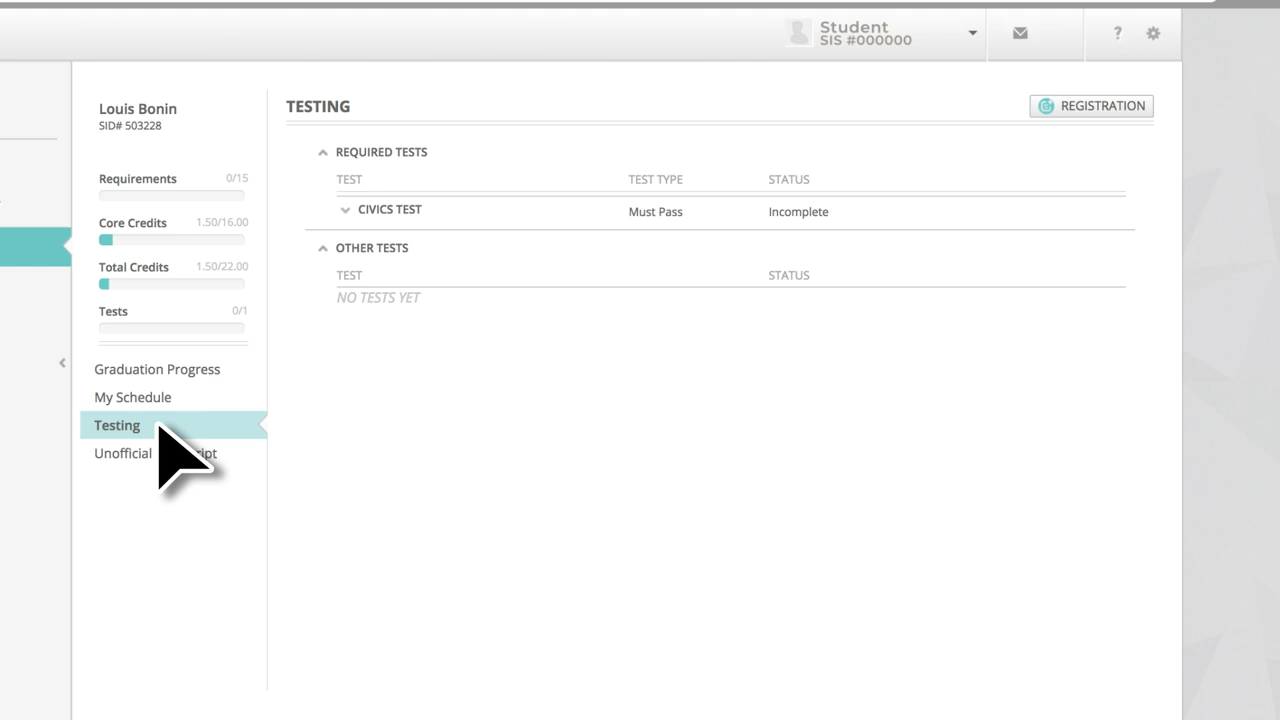 Student
SIS #000000
?
Louis Bonin
SID# 503228
Requirements 0/15
Core Credits 1.50/16.00
Total Credits 1.50/22.00
Tests 0/1
Graduation Progress
My Schedule
Testing
Unofficial
TESTING
REGISTRATION
REQUIRED TESTS
TEST TEST TYPE STATUS
CIVICS TEST Must Pass Incomplete
OTHER TESTS
TEST STATUS
NO TESTS YET